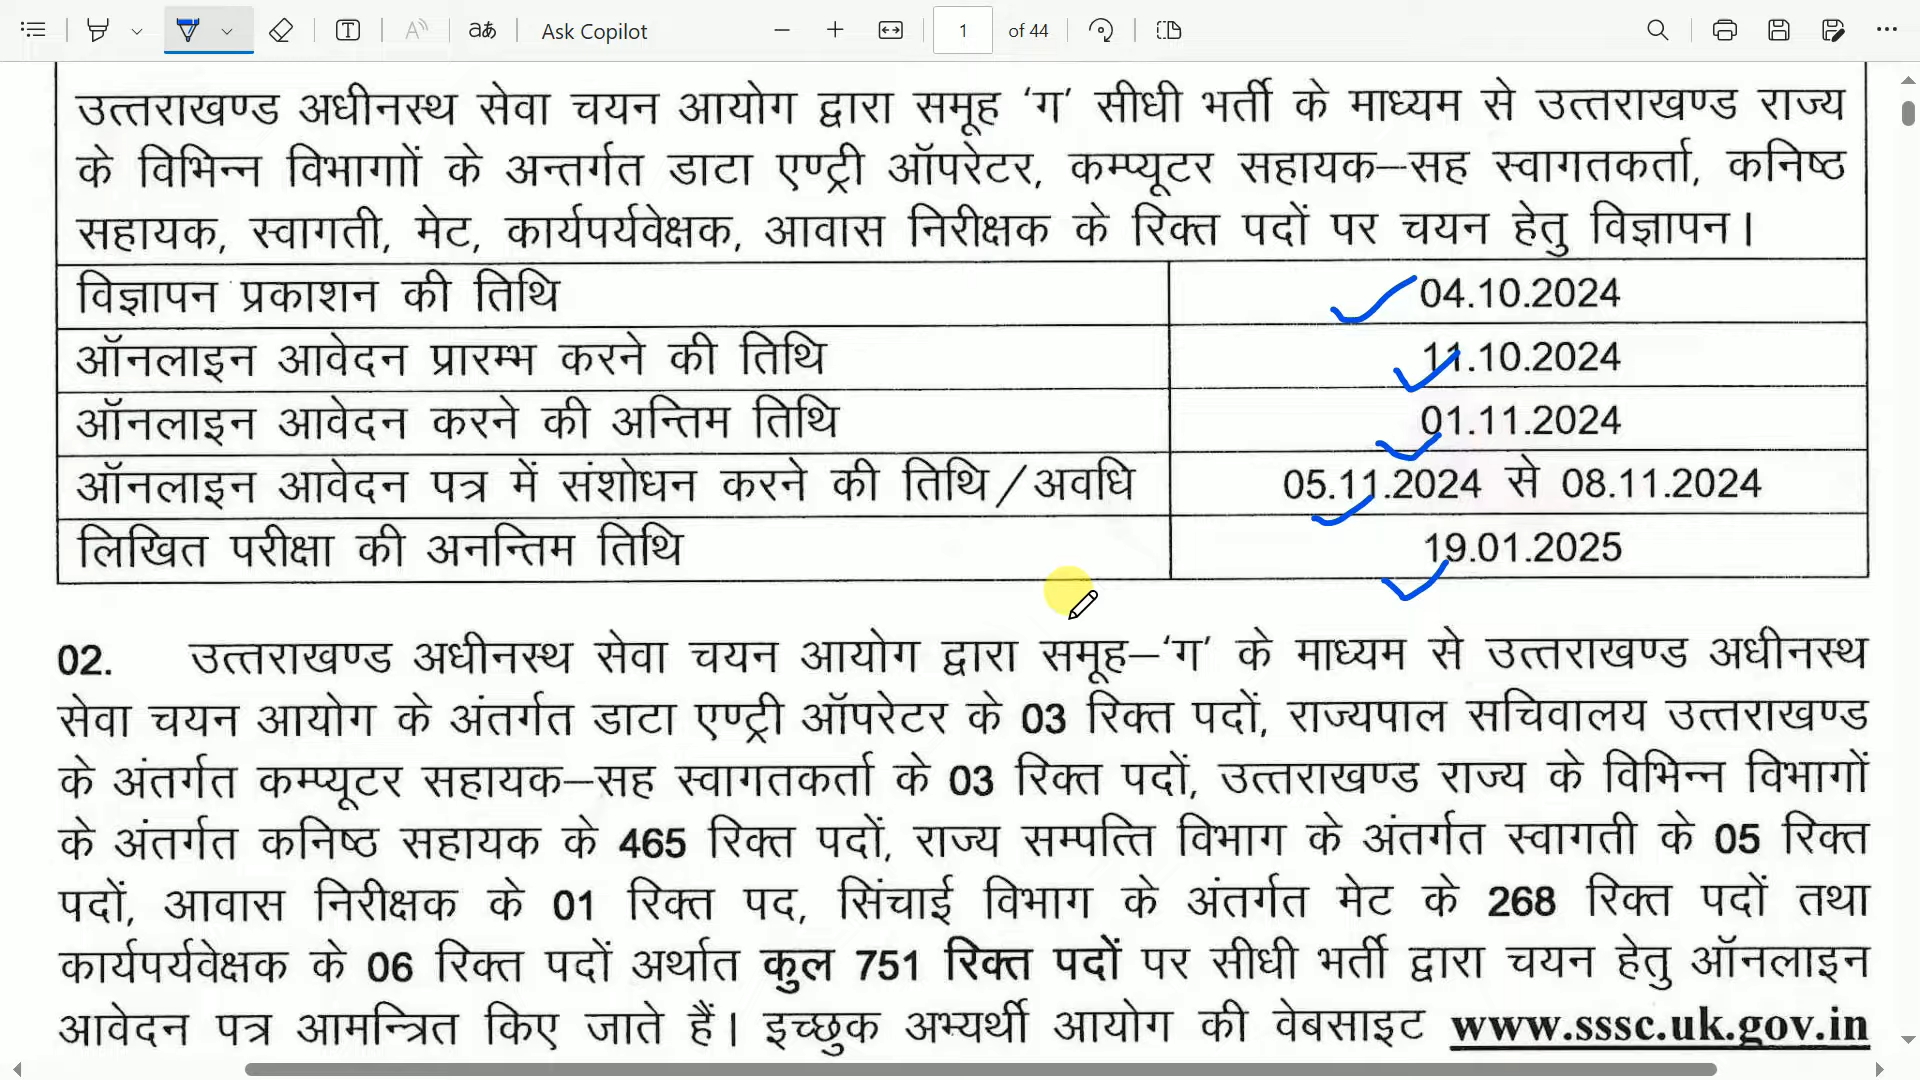 aあ Ask Copilot 1 of 44
उत्तराखण्ड अधीनस्थ सेवा चयन आयोग द्वारा समूह ‘ग’ सीधी भर्ती के माध्यम से उत्तराखण्ड राज्य
के विभिन्न विभागाों के अन्तर्गत डाटा एण्ट्री ऑपरेटर, कम्प्यूटर सहायक–सह स्वागतकर्ता, कनिष्ठ
सहायक, स्वागती, मेट, कार्यपर्यवेक्षक, आवास निरीक्षक के रिक्त पदों पर चयन हेतु विज्ञापन।
विज्ञापन प्रकाशन की तिथि 04.10.2024
ऑनलाइन आवेदन प्रारम्भ करने की तिथि 11.10.2024
ऑनलाइन आवेदन करने की अन्तिम तिथि 01.11.2024
ऑनलाइन आवेदन पत्र में संशोधन करने की तिथि/अवधि 05.11.2024 से 08.11.2024
लिखित परीक्षा की अनन्तिम तिथि 19.01.2025
02. उत्तराखण्ड अधीनस्थ सेवा चयन आयोग द्वारा समूह–‘ग’ के माध्यम से उत्तराखण्ड अधीनस्थ
सेवा चयन आयोग के अंतर्गत डाटा एण्ट्री ऑपरेटर के 03 रिक्त पदों, राज्यपाल सचिवालय उत्तराखण्ड
के अंतर्गत कम्प्यूटर सहायक–सह स्वागतकर्ता के 03 रिक्त पदों, उत्तराखण्ड राज्य के विभिन्न विभागों
के अंतर्गत कनिष्ठ सहायक के 465 रिक्त पदों, राज्य सम्पत्ति विभाग के अंतर्गत स्वागती के 05 रिक्त
पदों, आवास निरीक्षक के 01 रिक्त पद, सिंचाई विभाग के अंतर्गत मेट के 268 रिक्त पदों तथा
कार्यपर्यवेक्षक के 06 रिक्त पदों अर्थात कुल 751 रिक्त पदों पर सीधी भर्ती द्वारा चयन हेतु ऑनलाइन
आवेदन पत्र आमन्त्रित किए जाते हैं। इच्छुक अभ्यर्थी आयोग की वेबसाइट www.sssc.uk.gov.in